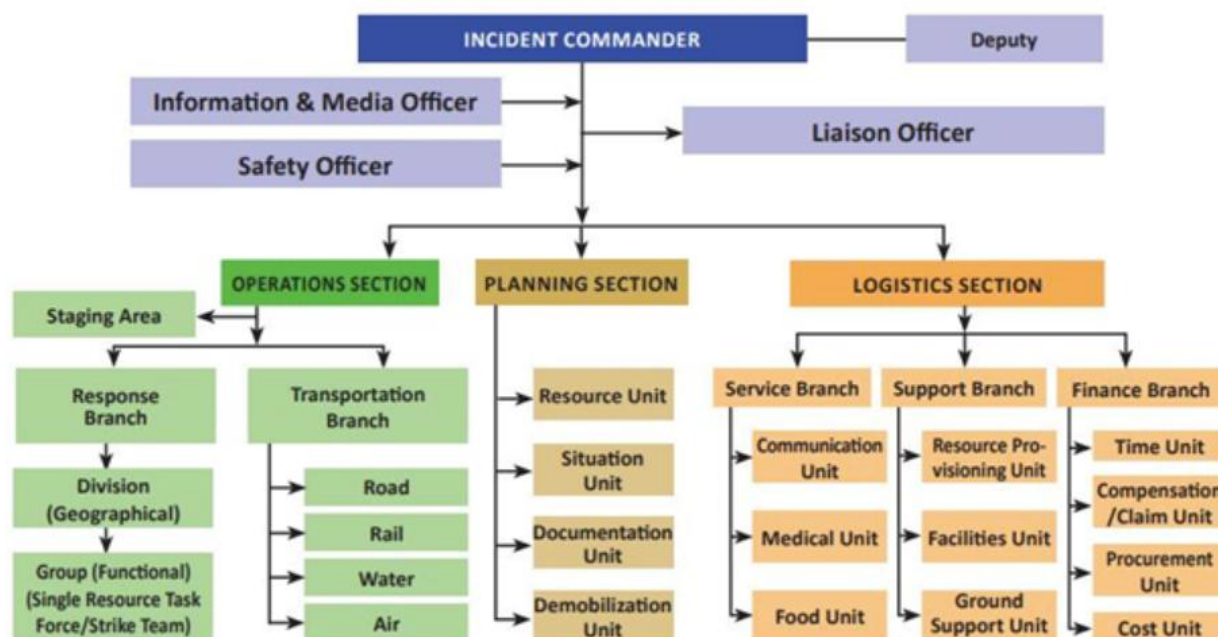 INCIDENT COMMANDER
Deputy
Information & Media Officer
Liaison Officer
Safety Officer
OPERATIONS SECTION
PLANNING SECTION
LOGISTICS SECTION
Staging Area
Response
Branch
Transportation
Branch
Division
(Geographical)
Group (Functional)
(Single Resource Task
Force/Strike Team)
Road
Rail
Water
Air
Resource Unit
Situation
Unit
Documentation
Unit
Demobilization
Unit
Service Branch
Support Branch
Finance Branch
Communication
Unit
Medical Unit
Food Unit
Resource Pro-
visioning Unit
Facilities Unit
Ground
Support Unit
Time Unit
Compensation
/Claim Unit
Procurement
Unit
Cost Unit